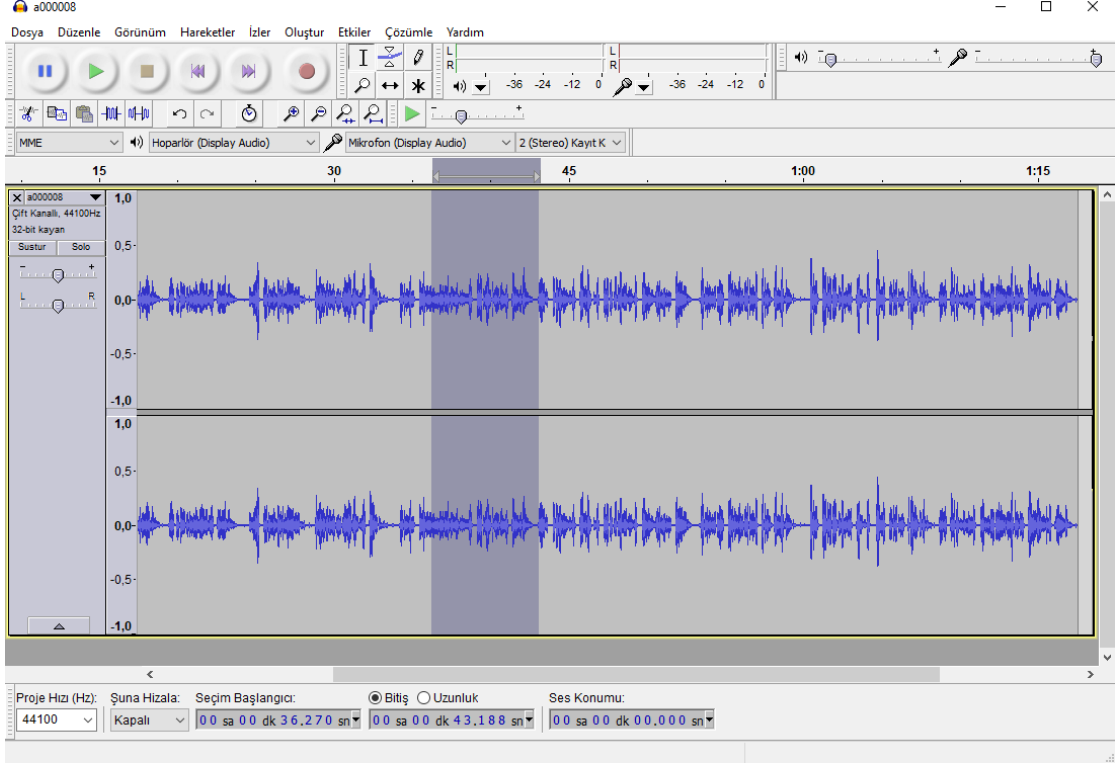 a000008
Dosya Düzenle Görünüm Hareketler İzler Oluştur Etkiler Çözümle Yardım
L
R
-36 -24 -12 0
L
R
-36 -24 -12 0
MME Hoparlör (Display Audio) Mikrofon (Display Audio) 2 (Stereo) Kayıt K
15 30 45 1:00 1:15
a000008
Çift Kanallı, 44100Hz
32-bit kayan
Sustur Solo
- +
L R
1,0
0,5
0,0
-0,5
-1,0
1,0
0,5
0,0
-0,5
-1,0
Proje Hızı (Hz): Şuna Hizala: Seçim Başlangıcı: Bitiş Uzunluk Ses Konumu:
44100 Kapalı 00 sa 00 dk 36.270 sn 00 sa 00 dk 43.188 sn 00 sa 00 dk 00.000 sn